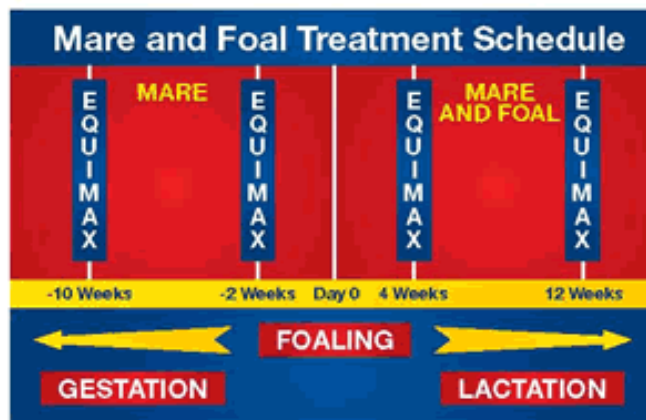 Mare and Foal Treatment Schedule
MARE
MARE
AND FOAL
EQUIMAX
EQUIMAX
EQUIMAX
EQUIMAX
-10 Weeks -2 Weeks Day 0 4 Weeks 12 Weeks
FOALING
GESTATION LACTATION